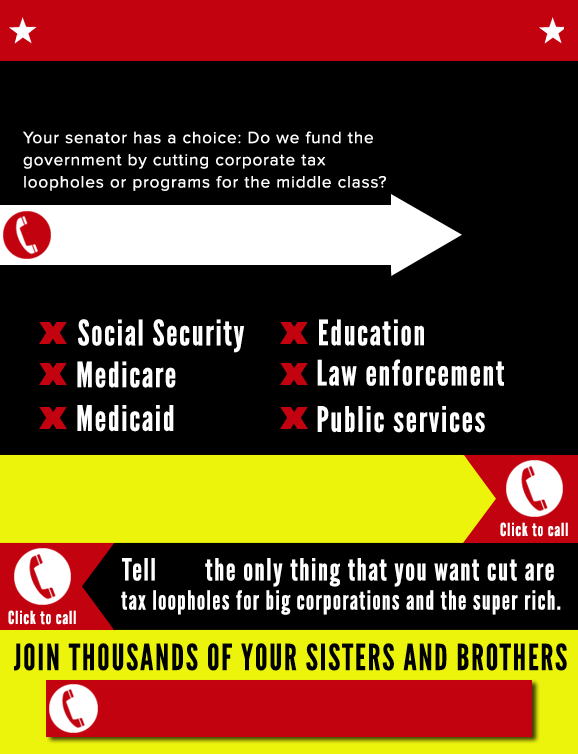 Your senator has a choice: Do we fund the
government by cutting corporate tax
loopholes or programs for the middle class?
X Social Security
X Education
X Medicare
X Law enforcement
X Medicaid
X Public services
Click to call
Click to call
Tell the only thing that you want cut are
tax loopholes for big corporations and the super rich.
JOIN THOUSANDS OF YOUR SISTERS AND BROTHERS